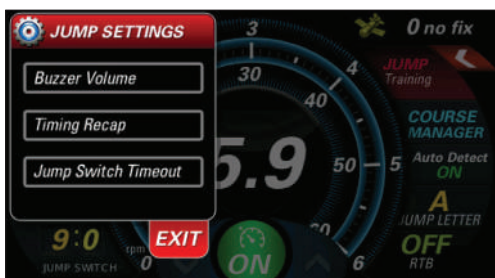 JUMP SETTINGS
Buzzer Volume
Timing Recap
Jump Switch Timeout
EXIT
3
30
4
40
5.9
50
5
60
6
0 no fix
JUMP
Training
COURSE
MANAGER
Auto Detect
ON
A
JUMP LETTER
OFF
RTB
9:0
JUMP SWITCH
rpm
0
ON